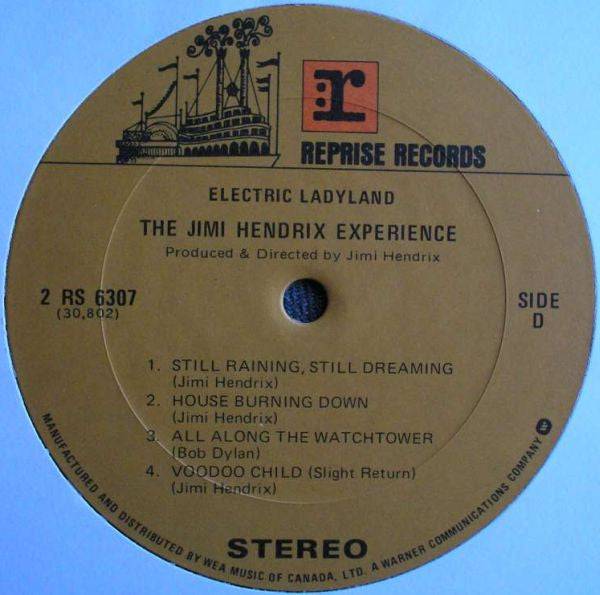 r
REPRISE RECORDS
ELECTRIC LADYLAND
THE JIMI HENDRIX EXPERIENCE
Produced & Directed by Jimi Hendrix
2 RS 6307
(30,802)
SIDE
D
1. STILL RAINING, STILL DREAMING
(Jimi Hendrix)
2. HOUSE BURNING DOWN
(Jimi Hendrix)
3. ALL ALONG THE WATCHTOWER
(Bob Dylan)
4. VOODOO CHILD (Slight Return)
(Jimi Hendrix)
STEREO
MANUFACTURED AND DISTRIBUTED BY WEA MUSIC OF CANADA, LTD. A WARNER COMMUNICATIONS COMPANY